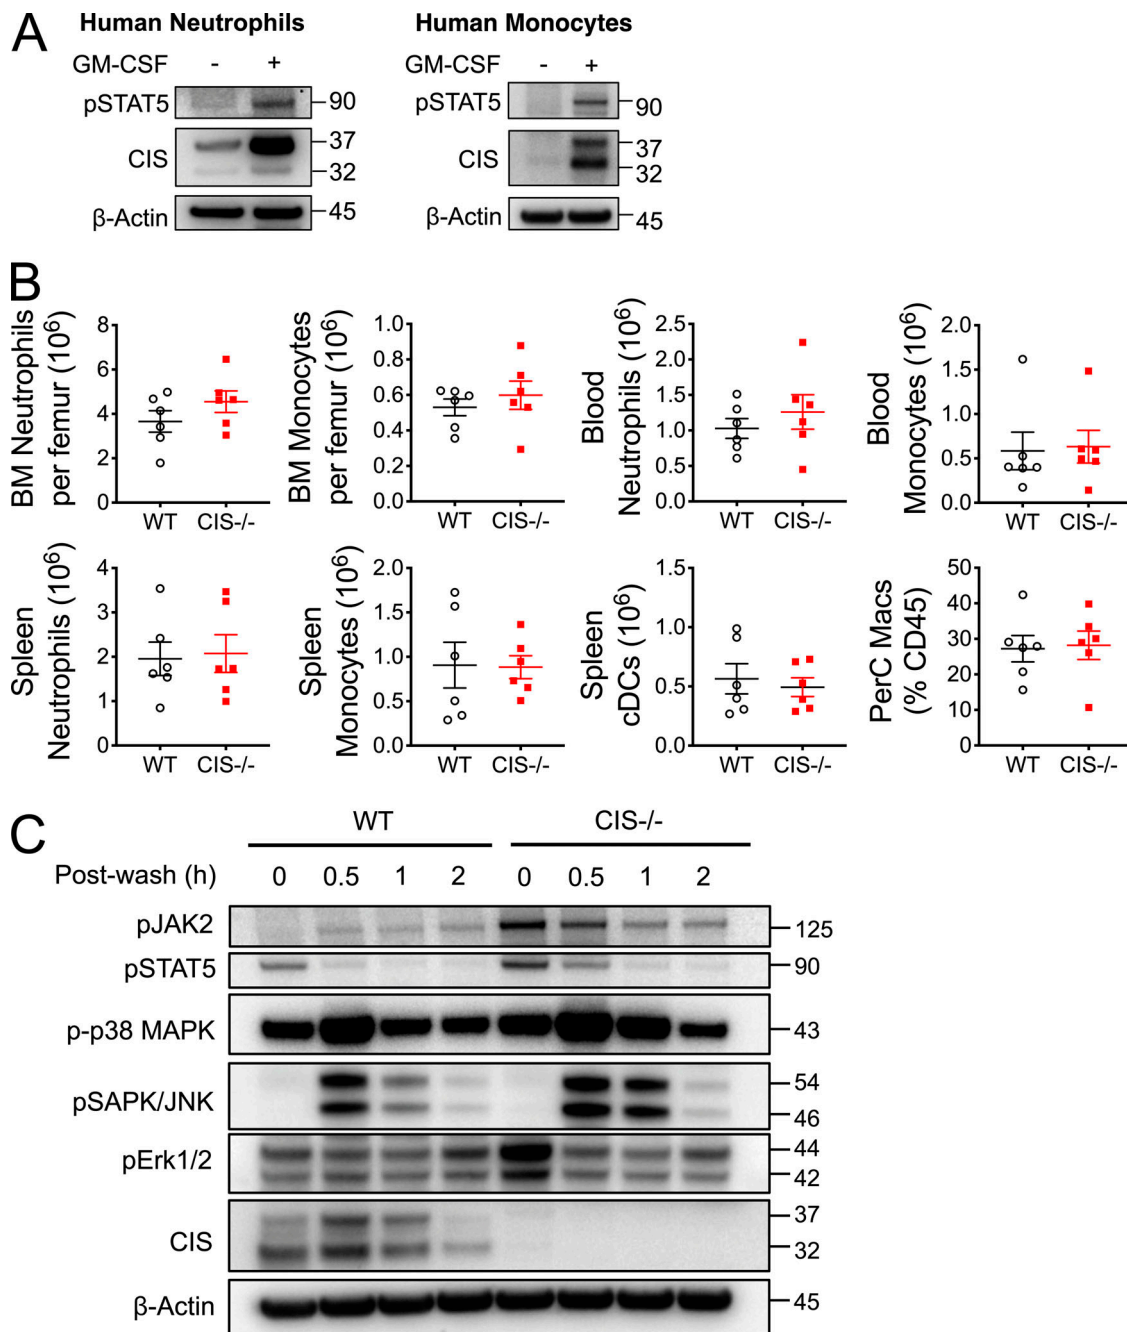 A
Human Neutrophils
GM-CSF - +
pSTAT5 90
CIS 37
32
β-Actin 45
Human Monocytes
GM-CSF - +
pSTAT5 90
CIS 37
32
β-Actin 45
B
BM Neutrophils
per femur (10⁶)
8
6
4
2
0
WT CIS-/-
BM Monocytes
per femur (10⁶)
1.0
0.8
0.6
0.4
0.2
0.0
WT CIS-/-
Blood
Neutrophils (10⁶)
2.5
2.0
1.5
1.0
0.5
0.0
WT CIS-/-
Blood
Monocytes (10⁶)
2.0
1.5
1.0
0.5
0.0
WT CIS-/-
Spleen
Neutrophils (10⁶)
4
3
2
1
0
WT CIS-/-
Spleen
Monocytes (10⁶)
2.0
1.5
1.0
0.5
0.0
WT CIS-/-
Spleen
cDCs (10⁶)
1.5
1.0
0.5
0.0
WT CIS-/-
PerC Macs
(% CD45)
50
40
30
20
10
0
WT CIS-/-
C
WT CIS-/-
Post-wash (h) 0 0.5 1 2 0 0.5 1 2
pJAK2 125
pSTAT5 90
p-p38 MAPK 43
pSAPK/JNK 54
46
pErk1/2 44
42
CIS 37
32
β-Actin 45